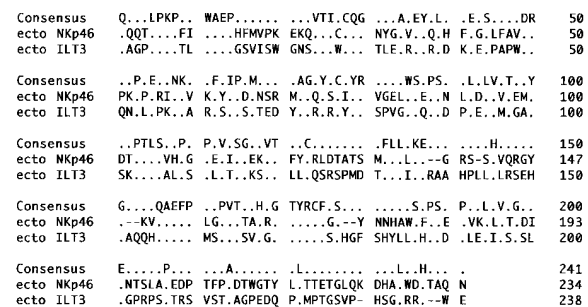 Consensus Q...LPKP.. WAEP...... ...VTI.CQG ...A.EY.L. .E.S....DR 50
ecto NKp46 .QQT....FI ....HFMVPK EKQ...C... NYG.V..Q.H F.G.LFAV.. 50
ecto ILT3 .AGP....TL ....GSVISW GNS...W... TLE.R..R.D K.E.PAPW.. 50
Consensus ..P.E..NK. .F.IP.M... .AG.Y.C.YR ....WS.PS. .L.LV.T..Y 100
ecto NKp46 PK.P.RI..V K.Y..D.NSR M..Q.S.I.. VGEL..E..N L.D..V.EM. 100
ecto ILT3 QN.L.PK..A R.S..S.TED Y..R.R.Y.. SPVG..Q..D P.E..M.GA. 100
Consensus ..PTLS..P. P.V.SG..VT ..C....... .FLL.KE... ....H..... 150
ecto NKp46 DT....VH.G .E.I..EK.. FY.RLDTATS M...L..--G RS-S.VQRGY 147
ecto ILT3 SK....AL.S .L.T..KS.. LL.QSRSPMD T...I..RAA HPLL.LRSEH 150
Consensus G....QAEFP ..PVT..H.G TYRCF.S... ......S.PS P..L.V.G.. 200
ecto NKp46 .--KV..... LG...TA.R. .....G.--Y NNHAW.F..E .VK.L.T.DI 193
ecto ILT3 .AQQH..... MS...SV.G. .....S.HGF SHYLL.H..D .LE.I.S.SL 200
Consensus E.....P... ...A...... .L........ ...L..H... . 241
ecto NKp46 .NTSLA.EDP TFP.DTWGTY L.TTETGLQK DHA.WD.TAQ N 234
ecto ILT3 .GPRPS.TRS VST.AGPEDQ P.MPTGSVP- HSG.RR.--W E 238